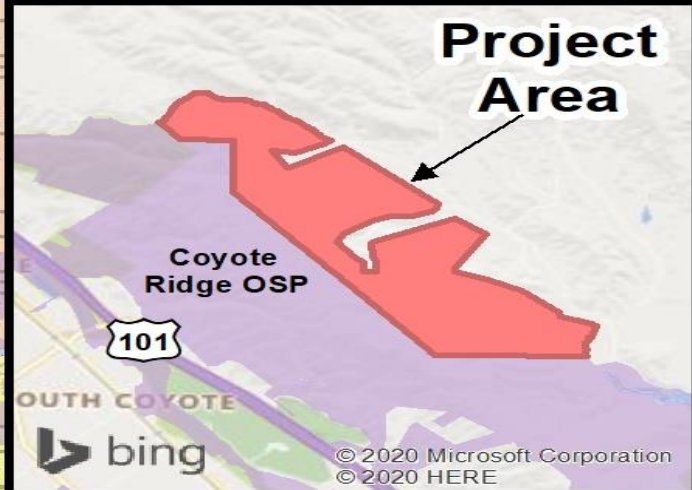 Project
Area
Coyote
Ridge OSP
101
OUTH COYOTE
bing
© 2020 Microsoft Corporation
© 2020 HERE